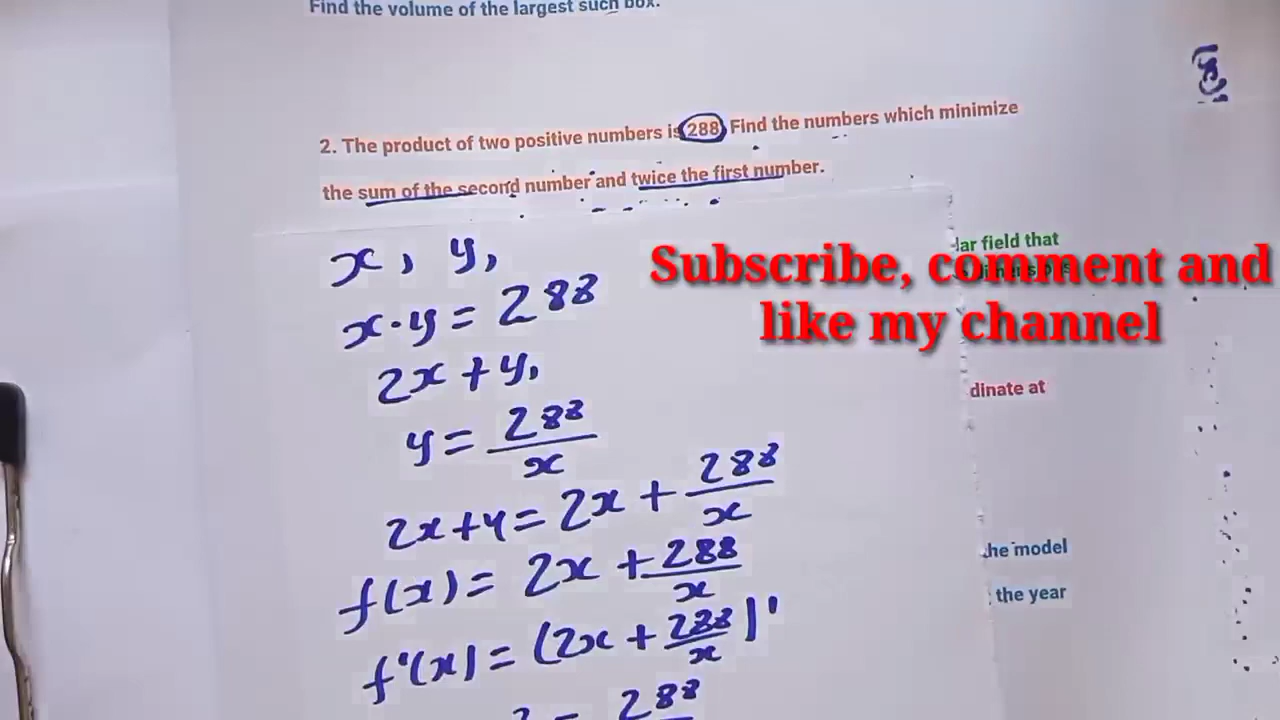 Find the volume of the largest such box.
2. The product of two positive numbers is 288. Find the numbers which minimize
the sum of the second number and twice the first number.
x, y,
x·y = 288
2x + y,
y = 288/x
2x+y = 2x + 288/x
f(x) = 2x + 288/x
f'(x) = (2x + 288/x)'
288
Subscribe, comment and
like my channel
lar field that
dinate at
the model
the year